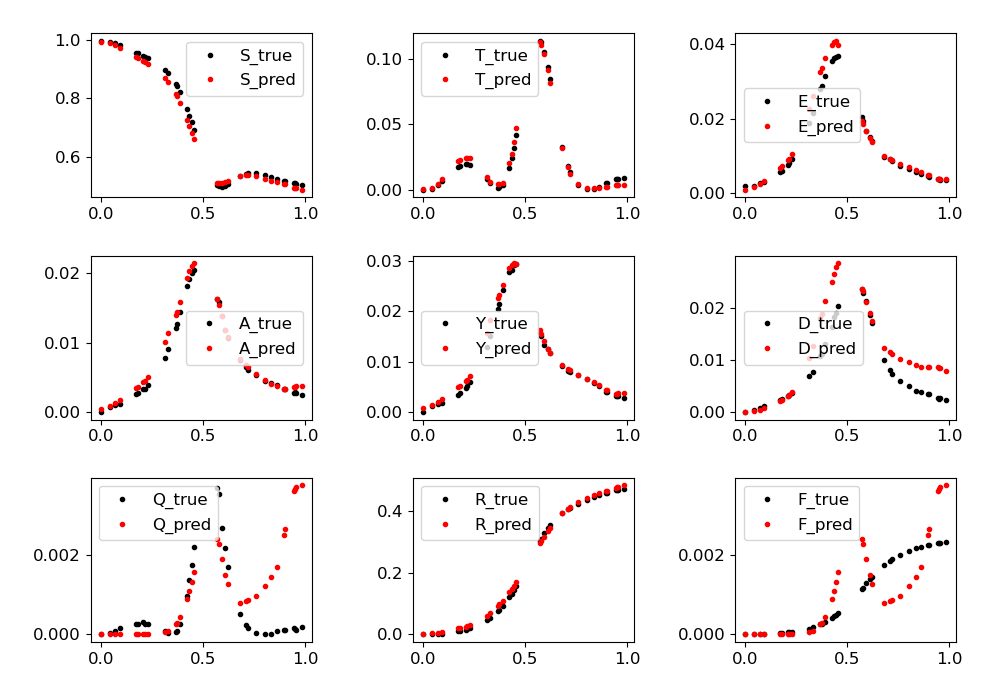 1.0
0.8
0.6
0.0
0.5
1.0
S_true
S_pred
0.10
0.05
0.00
0.0
0.5
1.0
T_true
T_pred
0.04
0.02
0.00
0.0
0.5
1.0
E_true
E_pred
0.02
0.01
0.00
0.0
0.5
1.0
A_true
A_pred
0.03
0.02
0.01
0.00
0.0
0.5
1.0
Y_true
Y_pred
0.02
0.01
0.00
0.0
0.5
1.0
D_true
D_pred
0.002
0.000
0.0
0.5
1.0
Q_true
Q_pred
0.4
0.2
0.0
0.0
0.5
1.0
R_true
R_pred
0.002
0.000
0.0
0.5
1.0
F_true
F_pred